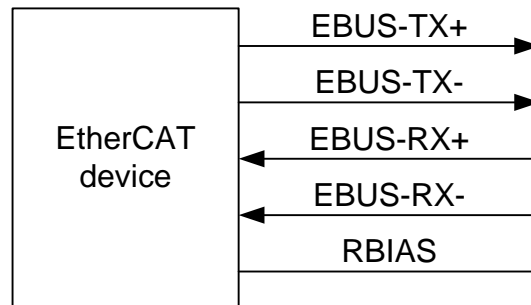 EtherCAT
device
EBUS-TX+
EBUS-TX-
EBUS-RX+
EBUS-RX-
RBIAS